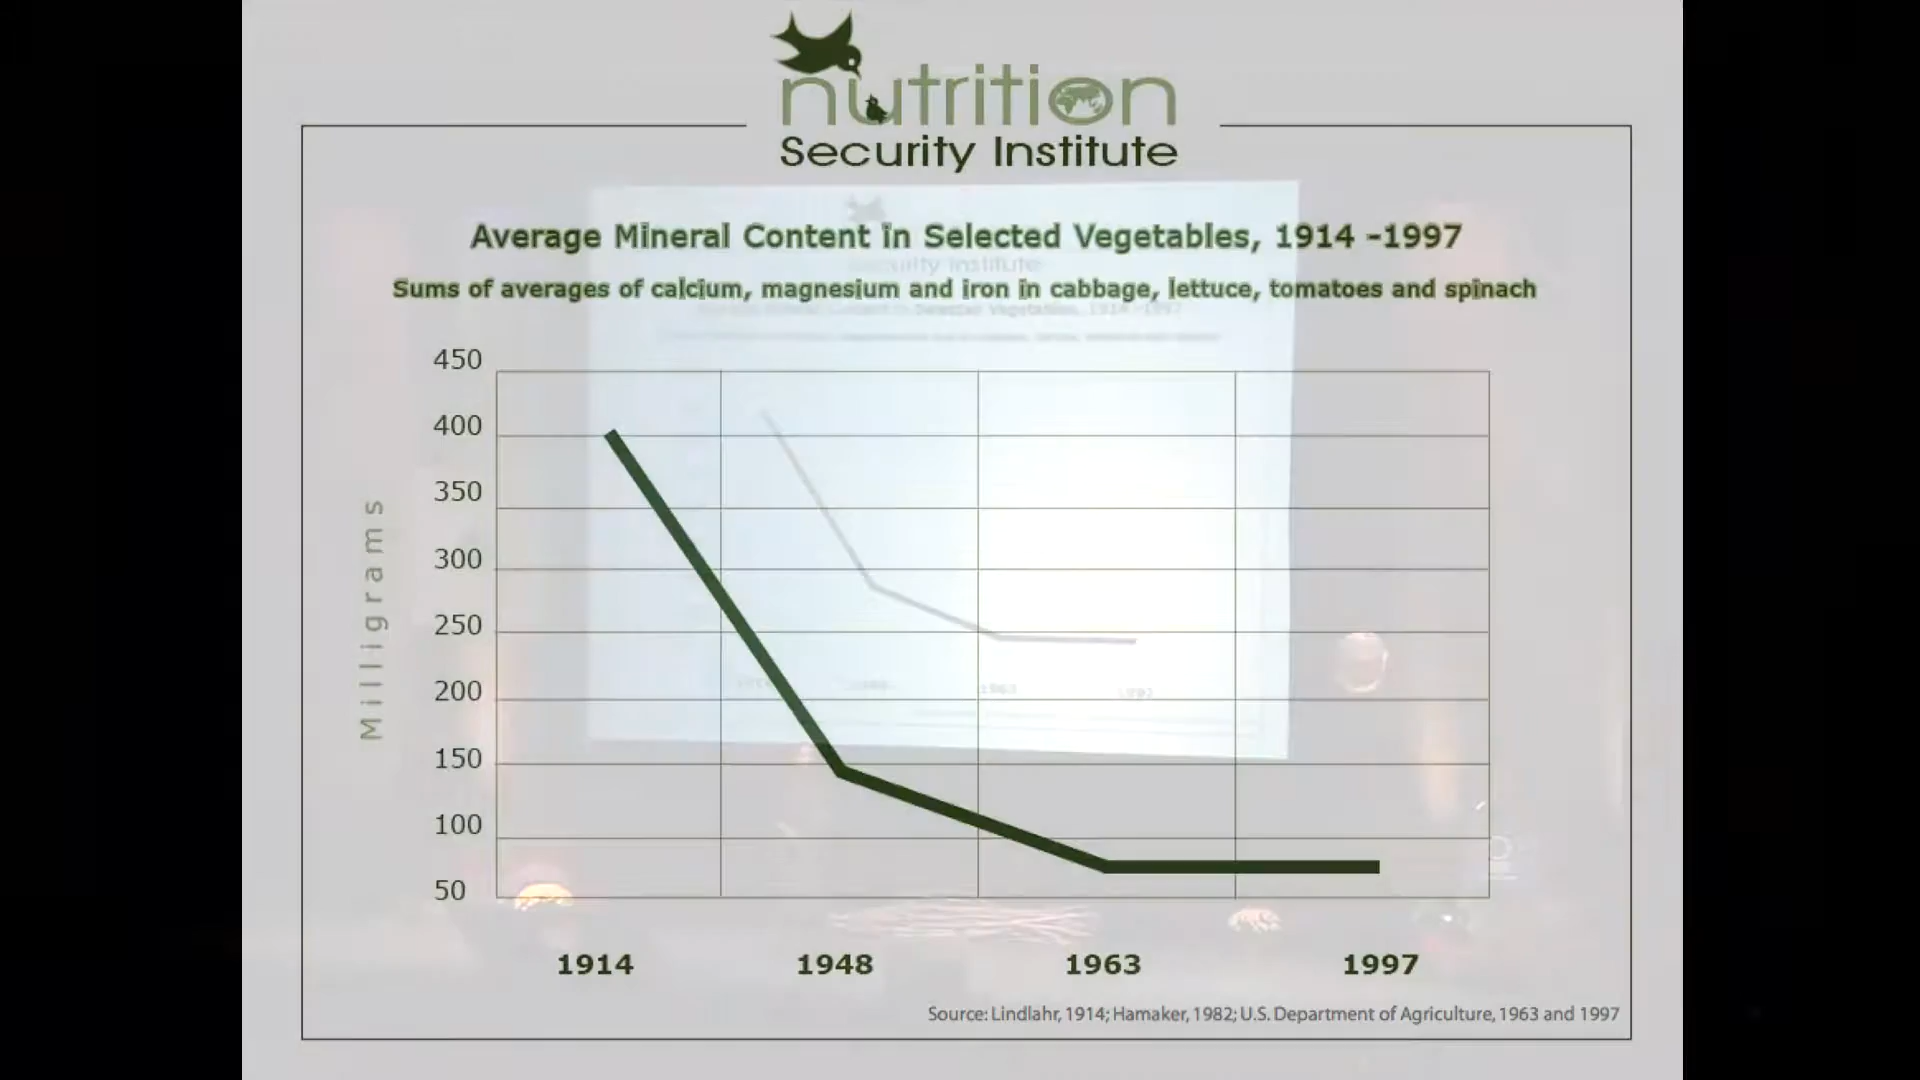 nutrition
Security Institute
Average Mineral Content in Selected Vegetables, 1914 -1997
Sums of averages of calcium, magnesium and iron in cabbage, lettuce, tomatoes and spinach
450
400
350
300
250
200
150
100
50
Milligrams
1914
1948
1963
1997
Source: Lindlahr, 1914; Hamaker, 1982; U.S. Department of Agriculture, 1963 and 1997